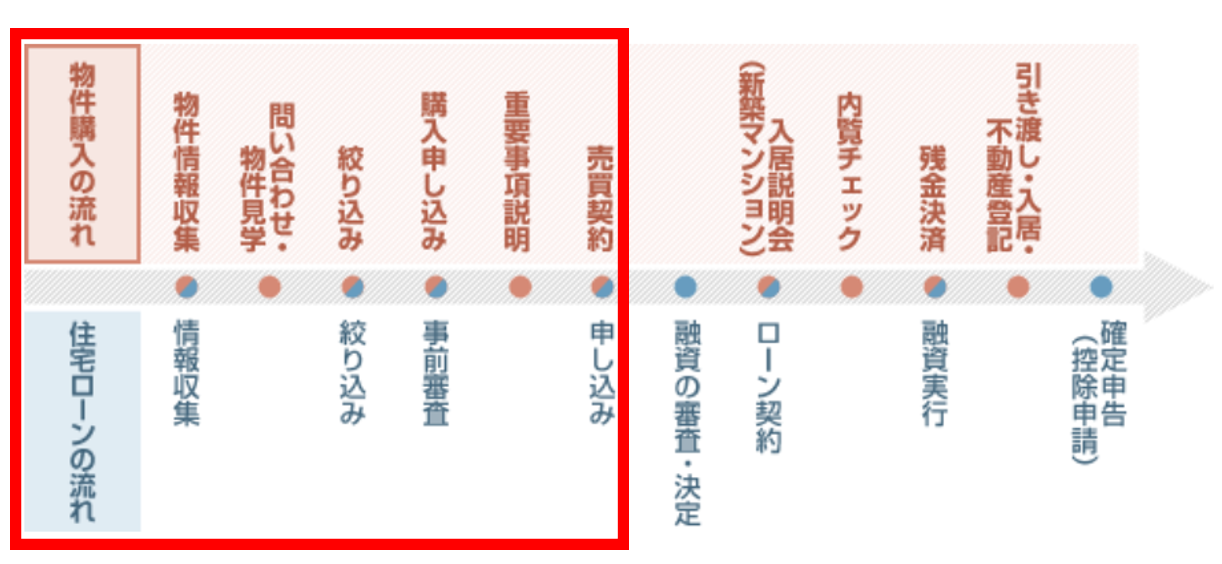 物件購入の流れ
物件情報収集
問い合わせ・
物件見学
絞り込み
購入申し込み
重要事項説明
売買契約
入居説明会
（新築マンション）
内覧チェック
残金決済
引き渡し・入居・
不動産登記
住宅ローンの流れ
情報収集
絞り込み
事前審査
申し込み
融資の審査・決定
ローン契約
融資実行
確定申告
（控除申請）